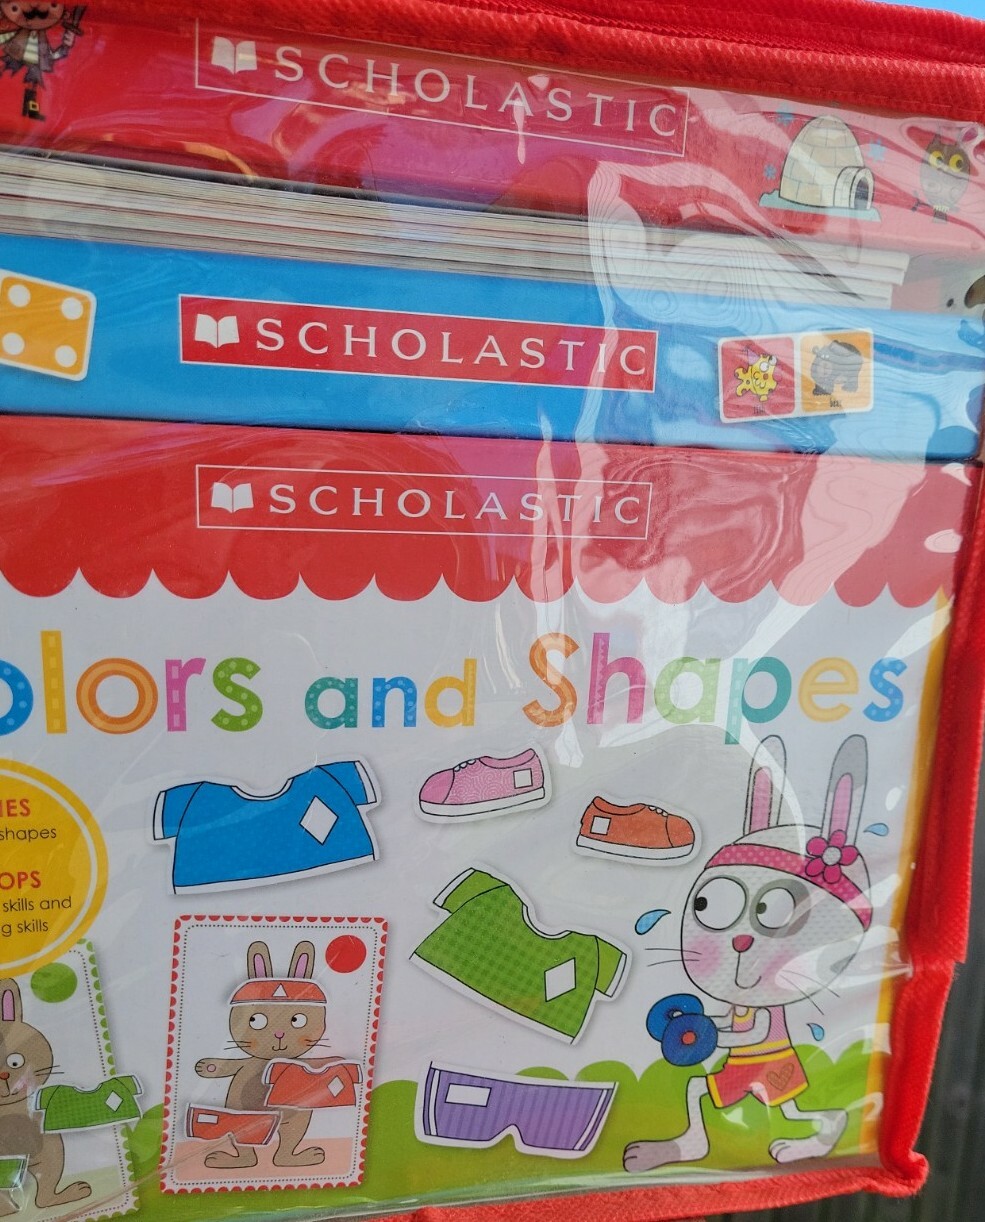 SCHOLASTIC
SCHOLASTIC
SCHOLASTIC
olors and Shapes
IES
shapes
OPS
skills and
g skills